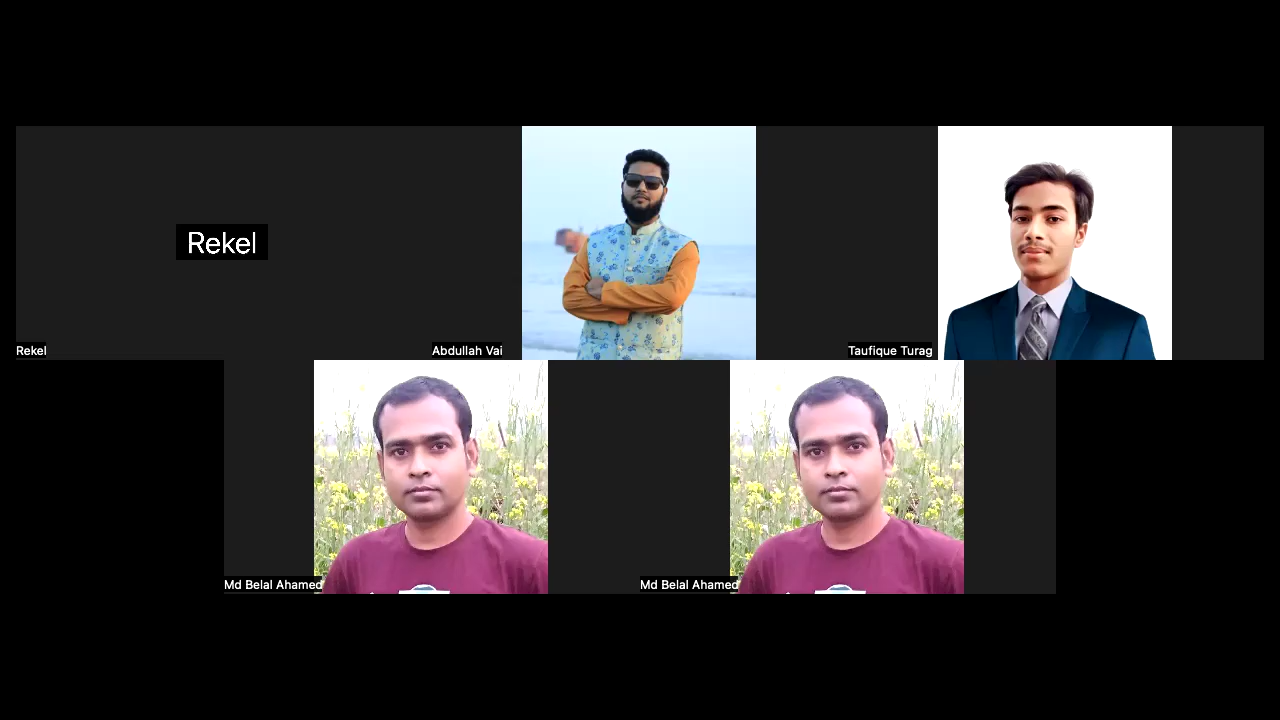 Rekel
Rekel
Abdullah Vai
Taufique Turag
Md Belal Ahamed
Md Belal Ahamed